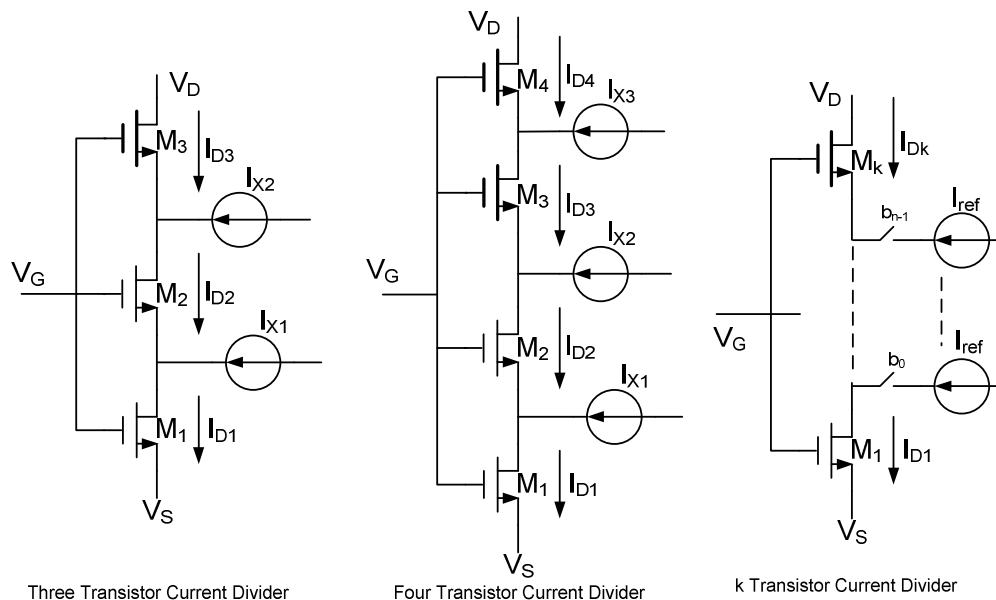 V_D
M_3
I_D3
I_X2
V_G
M_2
I_D2
I_X1
M_1
I_D1
V_S
Three Transistor Current Divider
V_D
M_4
I_D4
I_X3
M_3
I_D3
I_X2
V_G
M_2
I_D2
I_X1
M_1
I_D1
V_S
Four Transistor Current Divider
V_D
M_k
I_Dk
b_n-1
I_ref
V_G
b_0
I_ref
M_1
I_D1
V_S
k Transistor Current Divider